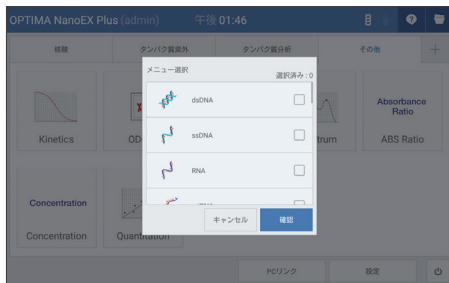 OPTIMA NanoEX Plus (admin) 午後 01:46
核酸 タンパク質紫外 タンパク質分析 その他
メニュー選択
選択済み : 0
dsDNA
ssDNA
RNA
キャンセル 確認
Absorbance
Ratio
Kinetics
trum
ABS Ratio
Concentration
Concentration
Quantitation
PCリンク 設定